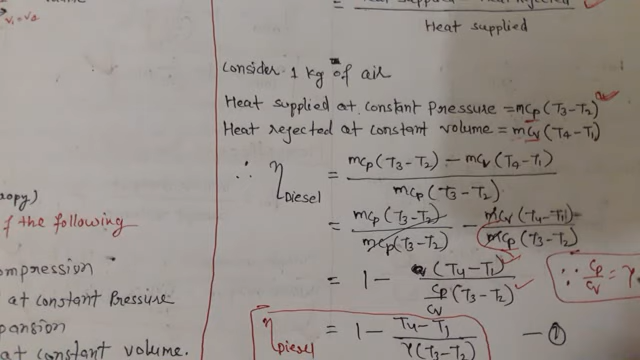 v₁=v₂
Heat supplied
Consider 1 kg of air
Heat supplied at constant Pressure = mcp(T3-T2)
Heat rejected at constant volume = mcv(T4-T1)
∴ η Diesel = mcp(T3-T2) - mcv(T4-T1) / mcp(T3-T2)
= mcp(T3-T2) / mcp(T3-T2) - mcv(T4-T1) / mcp(T3-T2)
= 1 - (T4-T1) / cp/cv (T3-T2)
∵ cp/cv = γ
η Diesel = 1 - T4-T1 / γ(T3-T2) - ①
of the following
at constant Pressure
at constant volume.